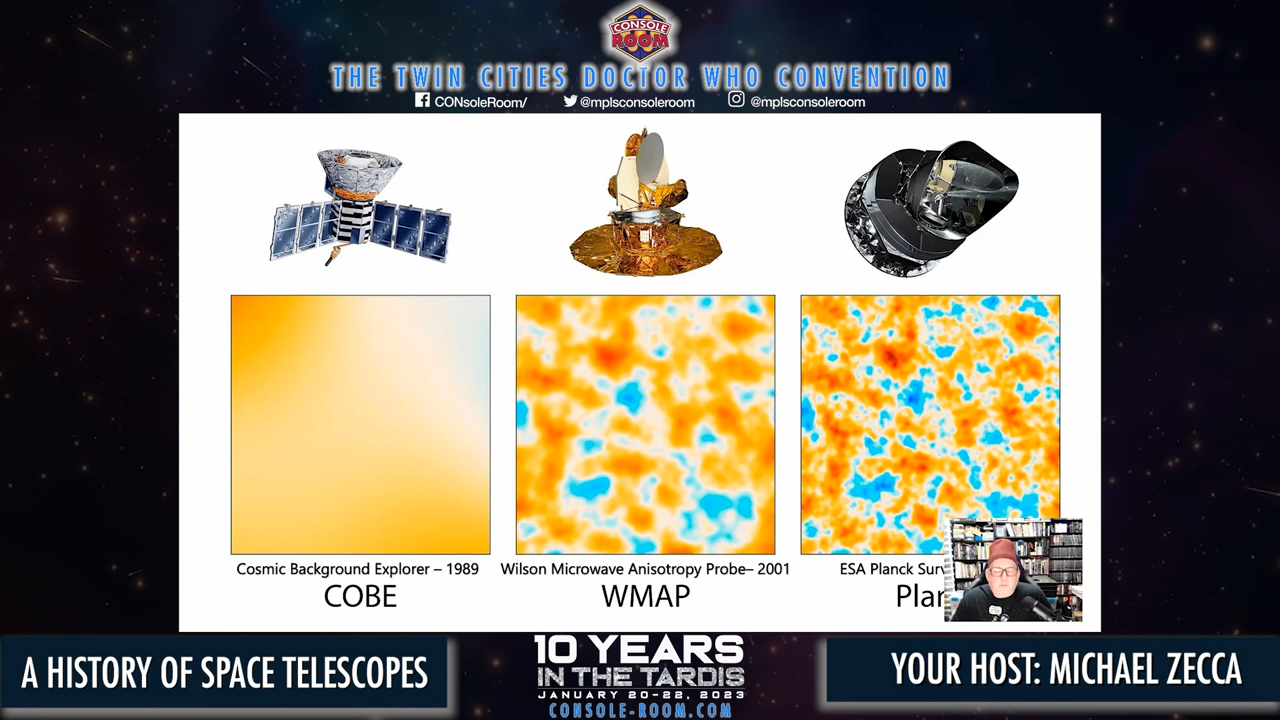 CONSOLE
ROOM
THE TWIN CITIES DOCTOR WHO CONVENTION
CONsoleRoom/ @mplsconsoleroom @mplsconsoleroom
Cosmic Background Explorer – 1989
COBE
Wilson Microwave Anisotropy Probe– 2001
WMAP
ESA Planck
A HISTORY OF SPACE TELESCOPES
10 YEARS
IN THE TARDIS
JANUARY 20-22, 2023
CONSOLE-ROOM.COM
YOUR HOST: MICHAEL ZECCA